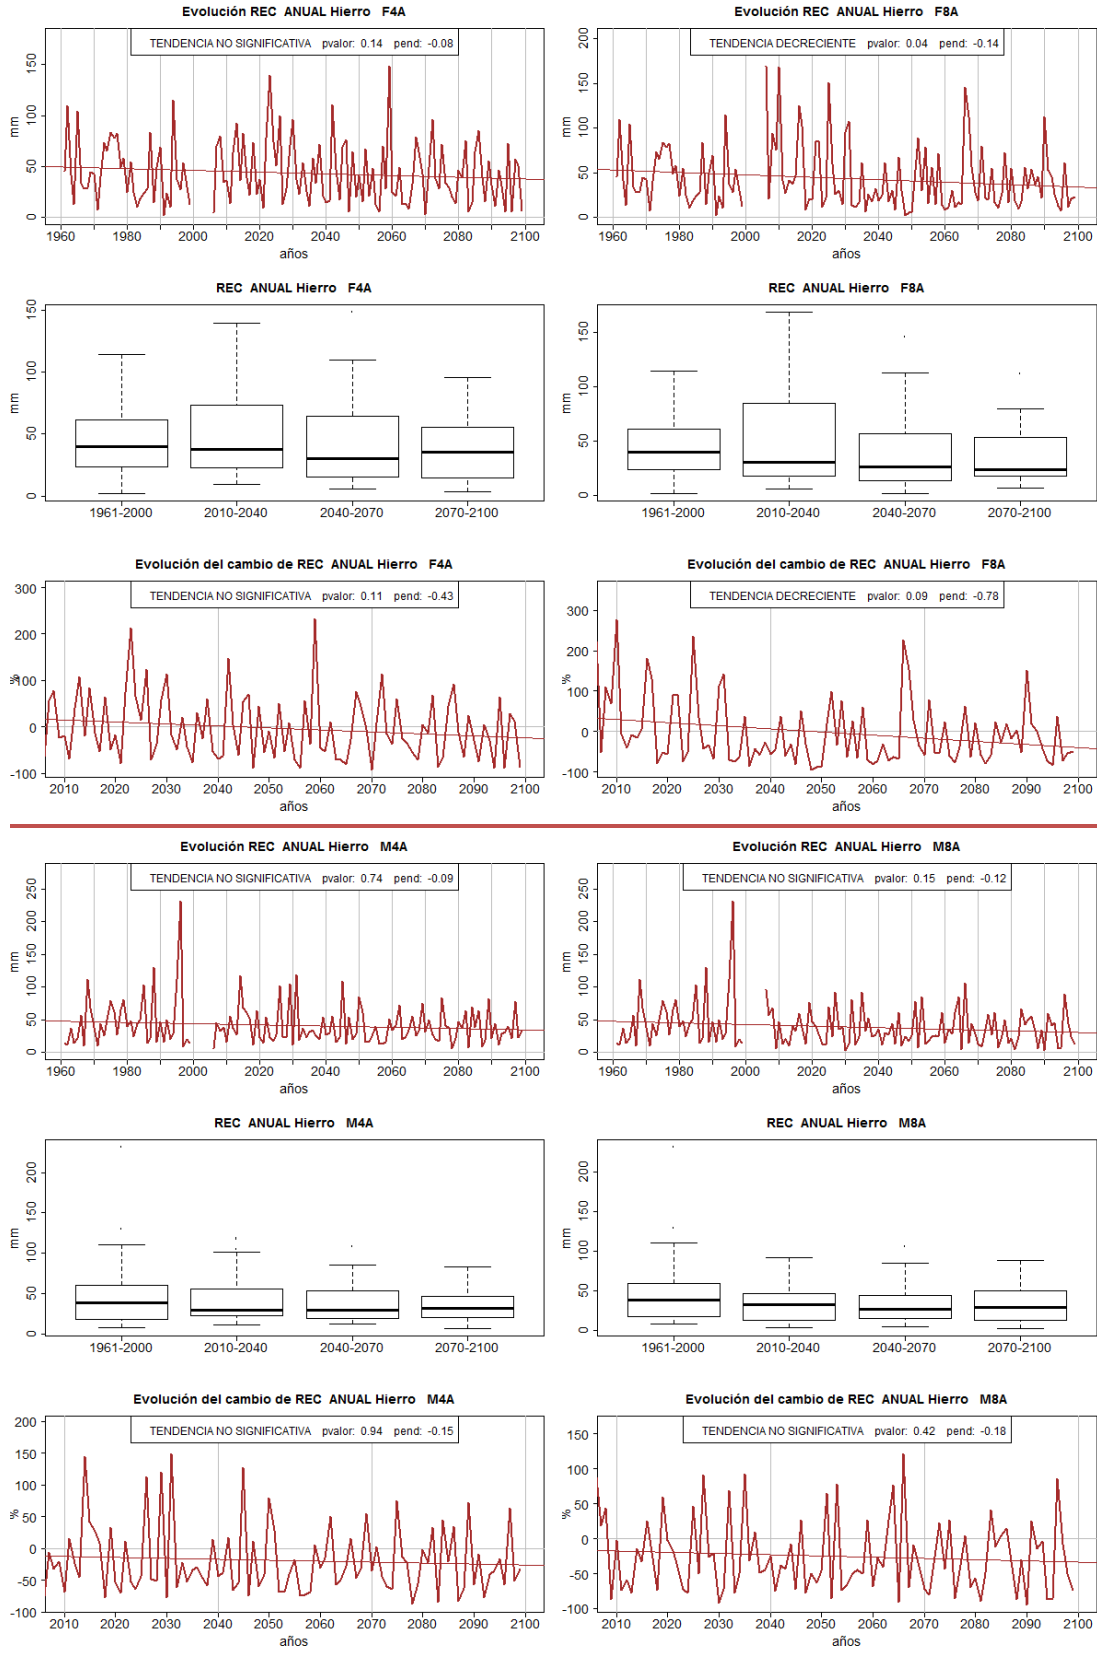 Evolución REC ANUAL Hierro F4A
TENDENCIA NO SIGNIFICATIVA pvalor: 0.14 pend: -0.08
mm
0 50 100 150
1960 1980 2000 2020 2040 2060 2080 2100
años
Evolución REC ANUAL Hierro F8A
TENDENCIA DECRECIENTE pvalor: 0.04 pend: -0.14
mm
0 50 100 150 200
1960 1980 2000 2020 2040 2060 2080 2100
años
REC ANUAL Hierro F4A
mm
0 50 100 150
1961-2000 2010-2040 2040-2070 2070-2100
REC ANUAL Hierro F8A
mm
0 50 100 150
1961-2000 2010-2040 2040-2070 2070-2100
Evolución del cambio de REC ANUAL Hierro F4A
TENDENCIA NO SIGNIFICATIVA pvalor: 0.11 pend: -0.43
%
-100 0 100 200 300
2010 2020 2030 2040 2050 2060 2070 2080 2090 2100
años
Evolución del cambio de REC ANUAL Hierro F8A
TENDENCIA DECRECIENTE pvalor: 0.09 pend: -0.78
%
-100 0 100 200 300
2010 2020 2030 2040 2050 2060 2070 2080 2090 2100
años
Evolución REC ANUAL Hierro M4A
TENDENCIA NO SIGNIFICATIVA pvalor: 0.74 pend: -0.09
mm
0 50 100 150 200 250
1960 1980 2000 2020 2040 2060 2080 2100
años
Evolución REC ANUAL Hierro M8A
TENDENCIA NO SIGNIFICATIVA pvalor: 0.15 pend: -0.12
mm
0 50 100 150 200 250
1960 1980 2000 2020 2040 2060 2080 2100
años
REC ANUAL Hierro M4A
mm
0 50 100 150 200
1961-2000 2010-2040 2040-2070 2070-2100
REC ANUAL Hierro M8A
mm
0 50 100 150 200
1961-2000 2010-2040 2040-2070 2070-2100
Evolución del cambio de REC ANUAL Hierro M4A
TENDENCIA NO SIGNIFICATIVA pvalor: 0.94 pend: -0.15
%
-100 -50 0 50 100 150 200
2010 2020 2030 2040 2050 2060 2070 2080 2090 2100
años
Evolución del cambio de REC ANUAL Hierro M8A
TENDENCIA NO SIGNIFICATIVA pvalor: 0.42 pend: -0.18
%
-100 -50 0 50 100 150
2010 2020 2030 2040 2050 2060 2070 2080 2090 2100
años